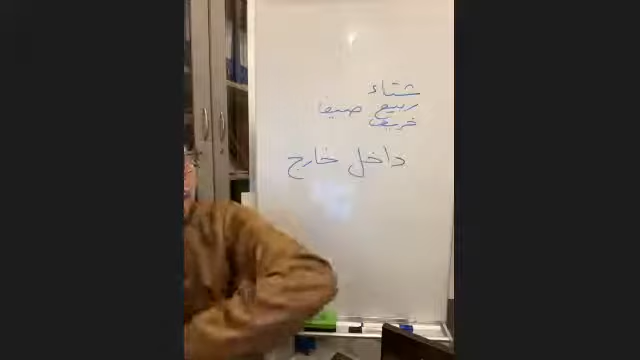 شتاء
ربيع صيفا
خريف
داخل خارج